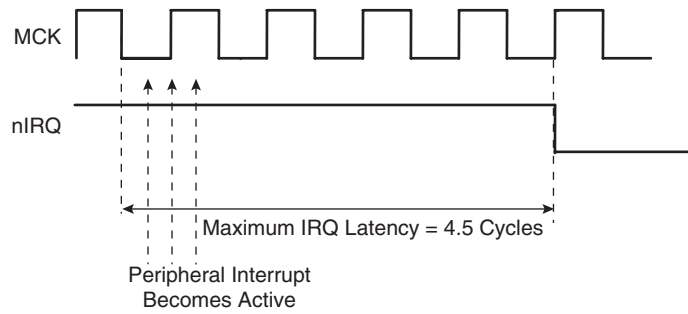 MCK
nIRQ
Maximum IRQ Latency = 4.5 Cycles
Peripheral Interrupt
Becomes Active